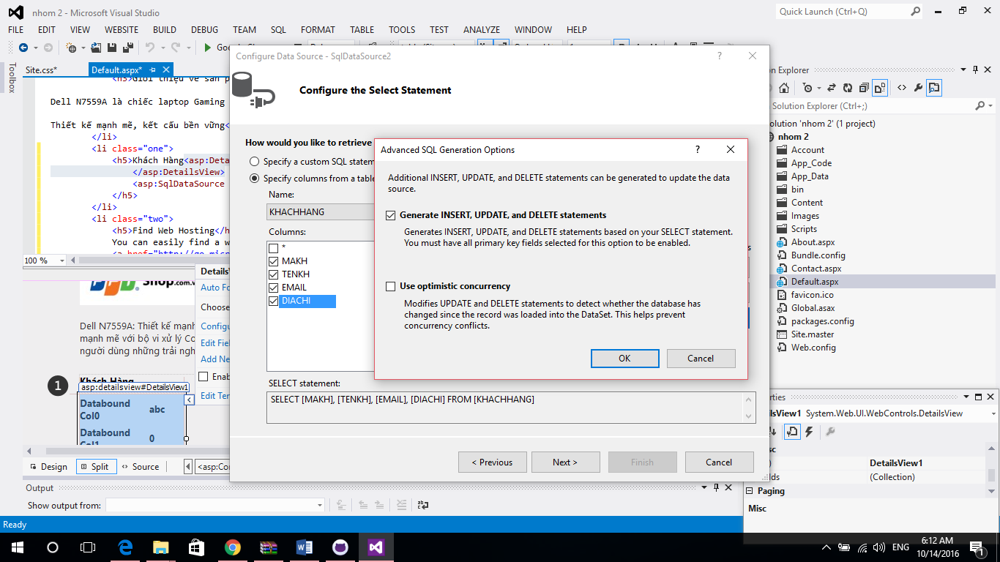 nhom 2 - Microsoft Visual Studio
Quick Launch (Ctrl+Q)
FILE EDIT VIEW WEBSITE BUILD DEBUG TEAM SQL FORMAT TABLE TOOLS TEST ANALYZE WINDOW HELP
Toolbox
Site.css*
Default.aspx*
Dell N7559A là chiếc laptop Gaming
Thiết kế mạnh mẽ, kết cấu bền vững<
</li>
<li class="one">
<h5>Khách Hàng<asp:Deta
</asp:DetailsView>
<asp:SqlDataSource
</h5>
</li>
<li class="two">
<h5>Find Web Hosting</h
You can easily find a w
100 %
Shop.com.v
Dell N7559A: Thiết kế mạnh
mạnh mẽ với bộ vi xử lý Co
người dùng những trải ngh
1
Khách Hàng
asp:detailsview#DetailsView1
Databound Col0
abc
Databound Col1
0
Details
Auto Fo
Choose
Configu
Edit Fiel
Add Ne
Enab
Edit Ten
Design
Split
Source
<asp:Con
Output
Show output from:
Ready
Configure Data Source - SqlDataSource2
?
Configure the Select Statement
How would you like to retrieve
Specify a custom SQL statem
Specify columns from a table
Name:
KHACHHANG
Columns:
*
MAKH
TENKH
EMAIL
DIACHI
SELECT statement:
SELECT [MAKH], [TENKH], [EMAIL], [DIACHI] FROM [KHACHHANG]
< Previous
Next >
Finish
Cancel
Advanced SQL Generation Options
?
Additional INSERT, UPDATE, and DELETE statements can be generated to update the data
source.
Generate INSERT, UPDATE, and DELETE statements
Generates INSERT, UPDATE, and DELETE statements based on your SELECT statement.
You must have all primary key fields selected for this option to be enabled.
Use optimistic concurrency
Modifies UPDATE and DELETE statements to detect whether the database has
changed since the record was loaded into the DataSet. This helps prevent
concurrency conflicts.
OK
Cancel
on Explorer
Solution Explorer (Ctrl+;)
olution 'nhom 2' (1 project)
nhom 2
Account
App_Code
App_Data
bin
Content
Images
Scripts
About.aspx
Bundle.config
Contact.aspx
Default.aspx
favicon.ico
Global.asax
packages.config
Site.master
Web.config
erties
ilsView1 System.Web.UI.WebControls.DetailsView
sc
) DetailsView1
lds (Collection)
Paging
Misc
ENG
6:12 AM
10/14/2016
1